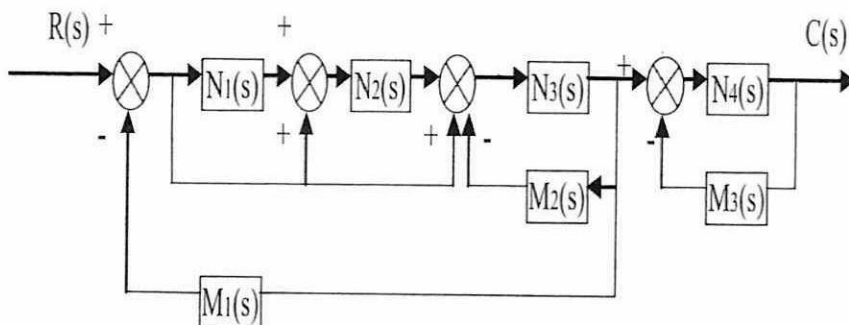 R(s) + + C(s)
N1(s) N2(s) N3(s) + N4(s)
- + + - -
M2(s) M3(s)
M1(s)